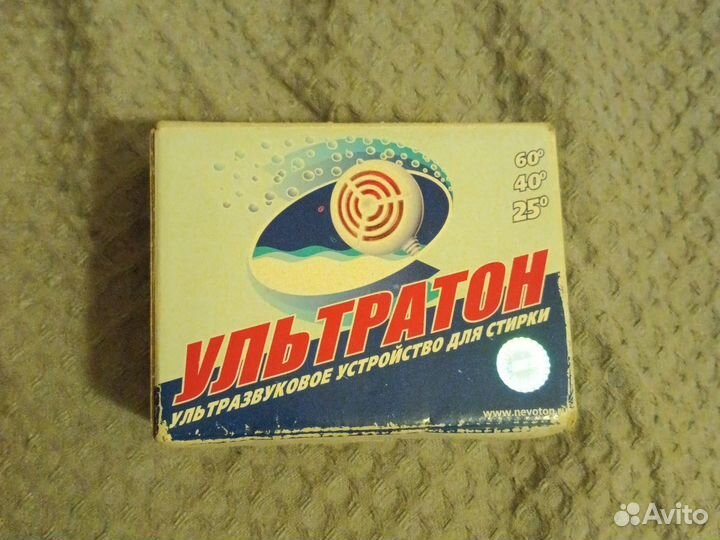 60°
40°
25°
УЛЬТРАТОН
УЛЬТРАЗВУКОВОЕ УСТРОЙСТВО ДЛЯ СТИРКИ
www.nevoton.
Avito